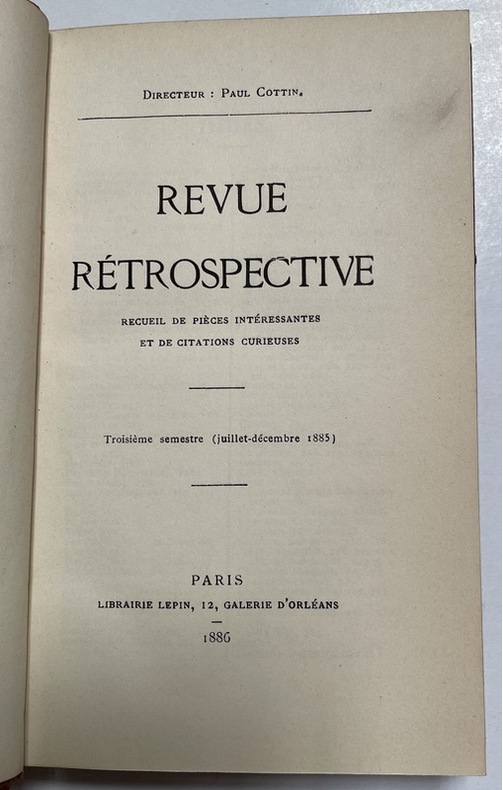 Directeur : Paul Cottin.
REVUE
RÉTROSPECTIVE
RECUEIL DE PIÈCES INTÉRESSANTES
ET DE CITATIONS CURIEUSES
Troisième semestre (juillet-décembre 1885)
PARIS
LIBRAIRIE LEPIN, 12, GALERIE D'ORLÉANS
1886